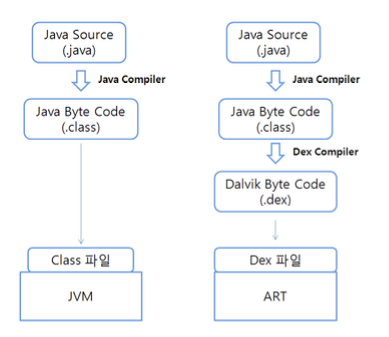 Java Source
(.java)
Java Compiler
Java Byte Code
(.class)
Class 파일
JVM
Java Source
(.java)
Java Compiler
Java Byte Code
(.class)
Dex Compiler
Dalvik Byte Code
(.dex)
Dex 파일
ART